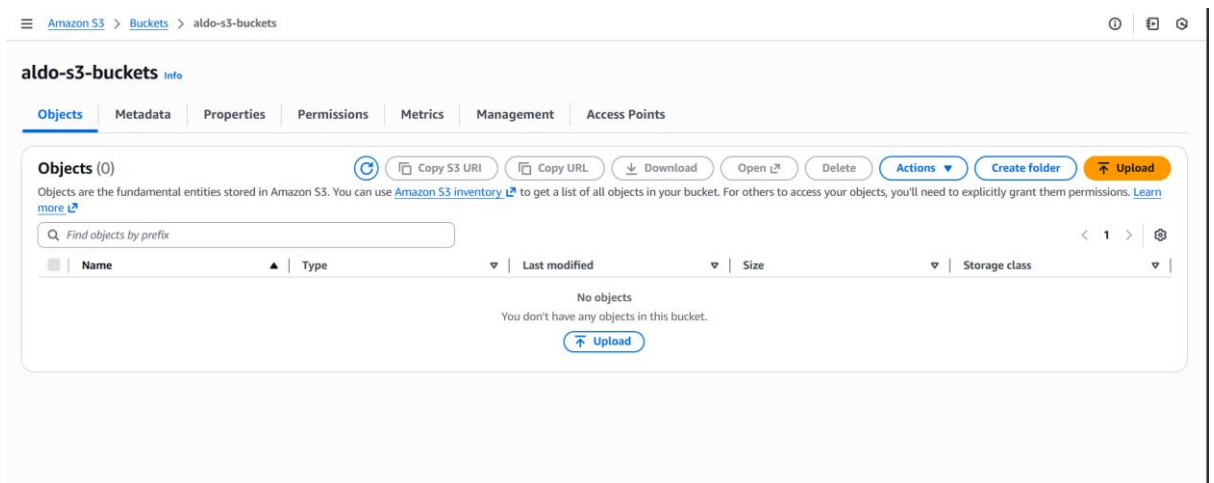 Amazon S3 > Buckets > aldo-s3-buckets
aldo-s3-buckets Info
Objects Metadata Properties Permissions Metrics Management Access Points
Objects (0) Copy S3 URI Copy URL Download Open Delete Actions Create folder Upload
Objects are the fundamental entities stored in Amazon S3. You can use Amazon S3 inventory to get a list of all objects in your bucket. For others to access your objects, you'll need to explicitly grant them permissions. Learn
more
Find objects by prefix < 1 >
Name Type Last modified Size Storage class
No objects
You don't have any objects in this bucket.
Upload